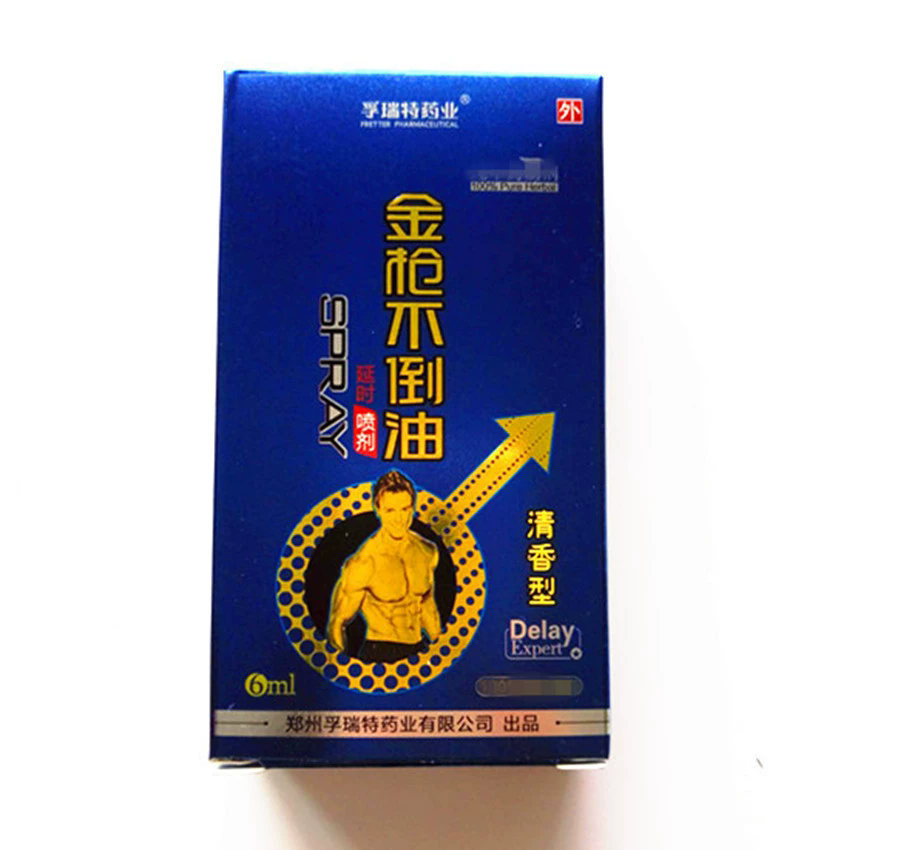 孚瑞特药业®
FRETTER PHARMACEUTICAL
外
100% Pure Herbal
金枪不倒油
延时喷剂
SPRAY
清香型
Delay
Expert
6ml
郑州孚瑞特药业有限公司 出品